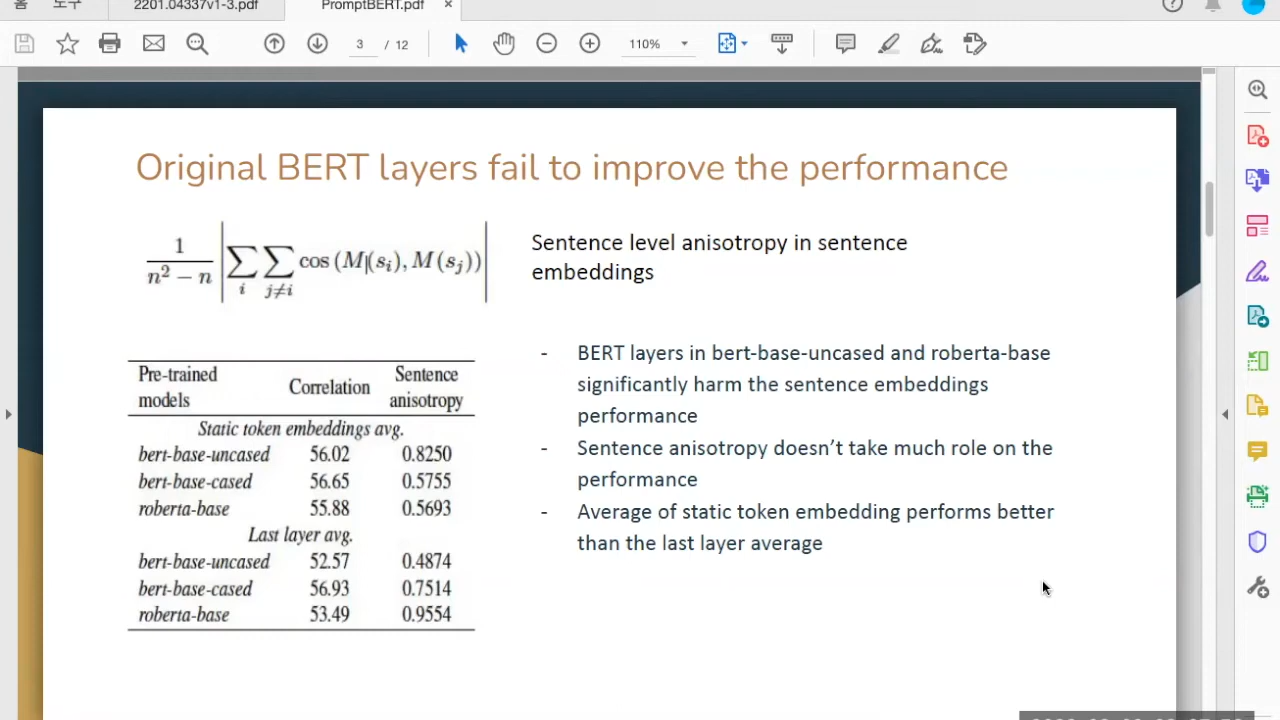 홈 도구 2201.04337v1-3.pdf PromptBERT.pdf ×
3 / 12 110%
Original BERT layers fail to improve the performance
1 / (n² − n) | ∑ᵢ ∑ⱼ≠ᵢ cos (M(sᵢ), M(sⱼ)) |
Sentence level anisotropy in sentence
embeddings
Pre-trained models Correlation Sentence anisotropy
Static token embeddings avg.
bert-base-uncased 56.02 0.8250
bert-base-cased 56.65 0.5755
roberta-base 55.88 0.5693
Last layer avg.
bert-base-uncased 52.57 0.4874
bert-base-cased 56.93 0.7514
roberta-base 53.49 0.9554
- BERT layers in bert-base-uncased and roberta-base
significantly harm the sentence embeddings
performance
- Sentence anisotropy doesn’t take much role on the
performance
- Average of static token embedding performs better
than the last layer average